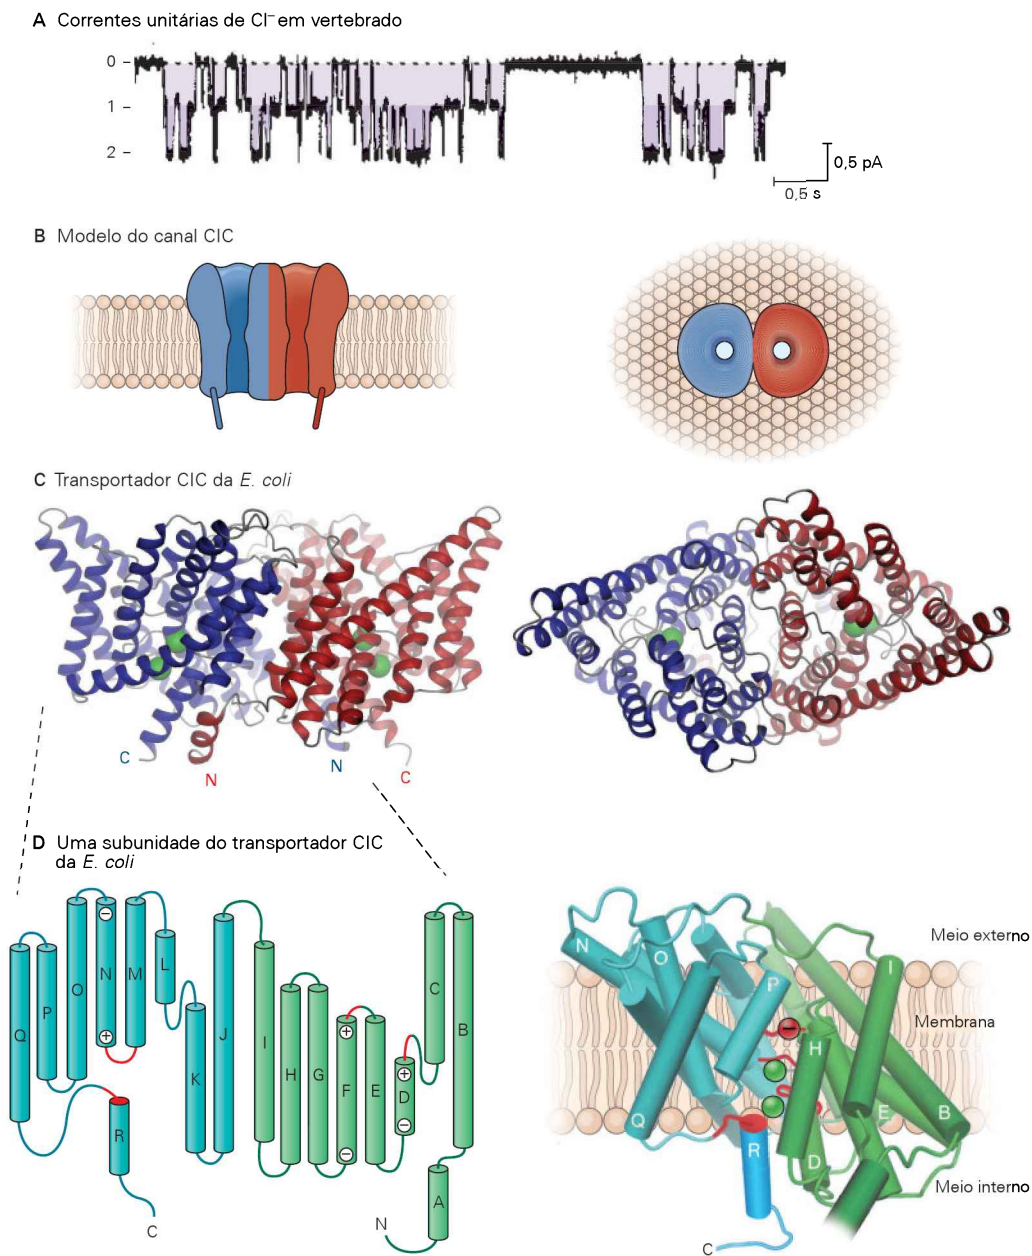 A Correntes unitárias de Cl⁻ em vertebrado
0 –
1 –
2 –
0,5 pA
0,5 s
B Modelo do canal ClC
C Transportador ClC da E. coli
C
N
N
C
D Uma subunidade do transportador ClC
da E. coli
Q
P
O
N
M
L
K
J
I
H
G
F
E
D
C
B
A
R
−
+
+
−
+
−
C
N
N
O
P
I
H
Q
R
D
E
B
C
−
Meio externo
Membrana
Meio interno